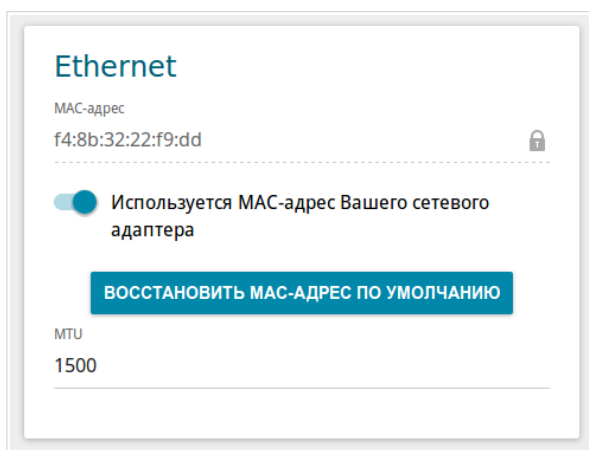 Ethernet
MAC-адрес
f4:8b:32:22:f9:dd
Используется MAC-адрес Вашего сетевого
адаптера
ВОССТАНОВИТЬ MAC-АДРЕС ПО УМОЛЧАНИЮ
MTU
1500